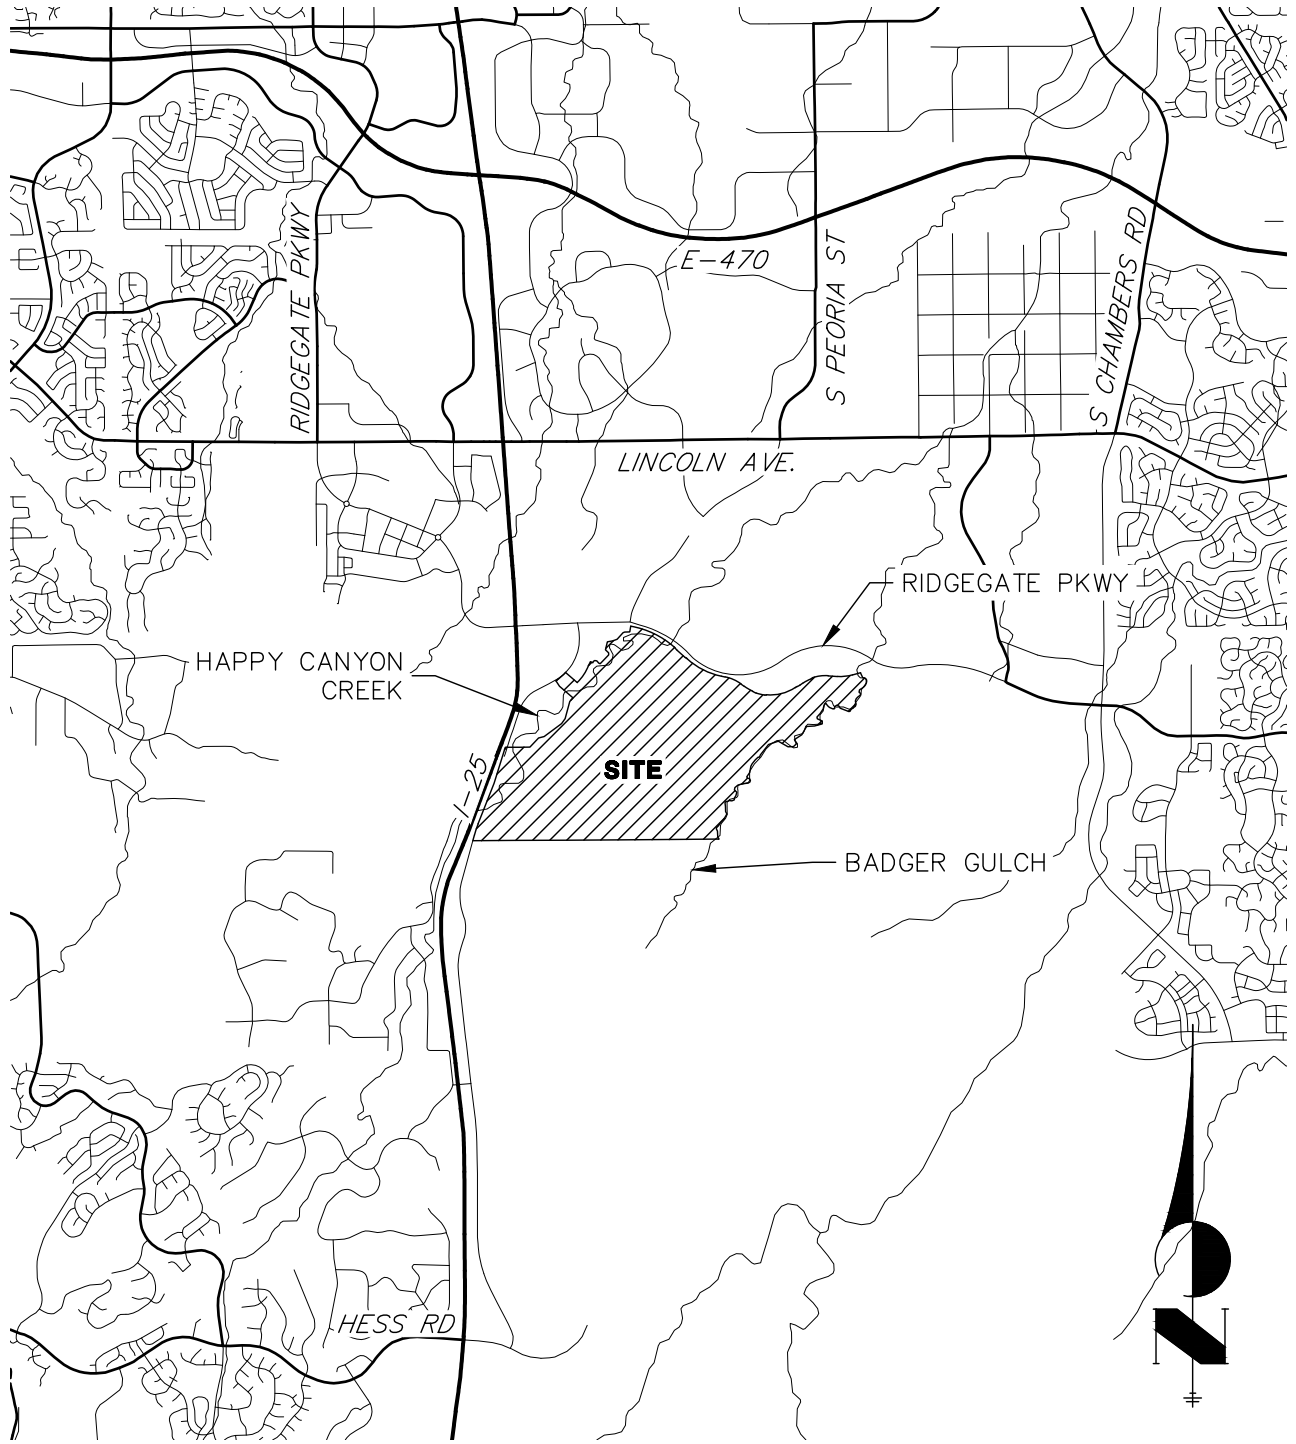 E-470
RIDGEGATE PKWY
S PEORIA ST
S CHAMBERS RD
LINCOLN AVE.
RIDGEGATE PKWY
HAPPY CANYON
CREEK
SITE
I-25
BADGER GULCH
HESS RD
N